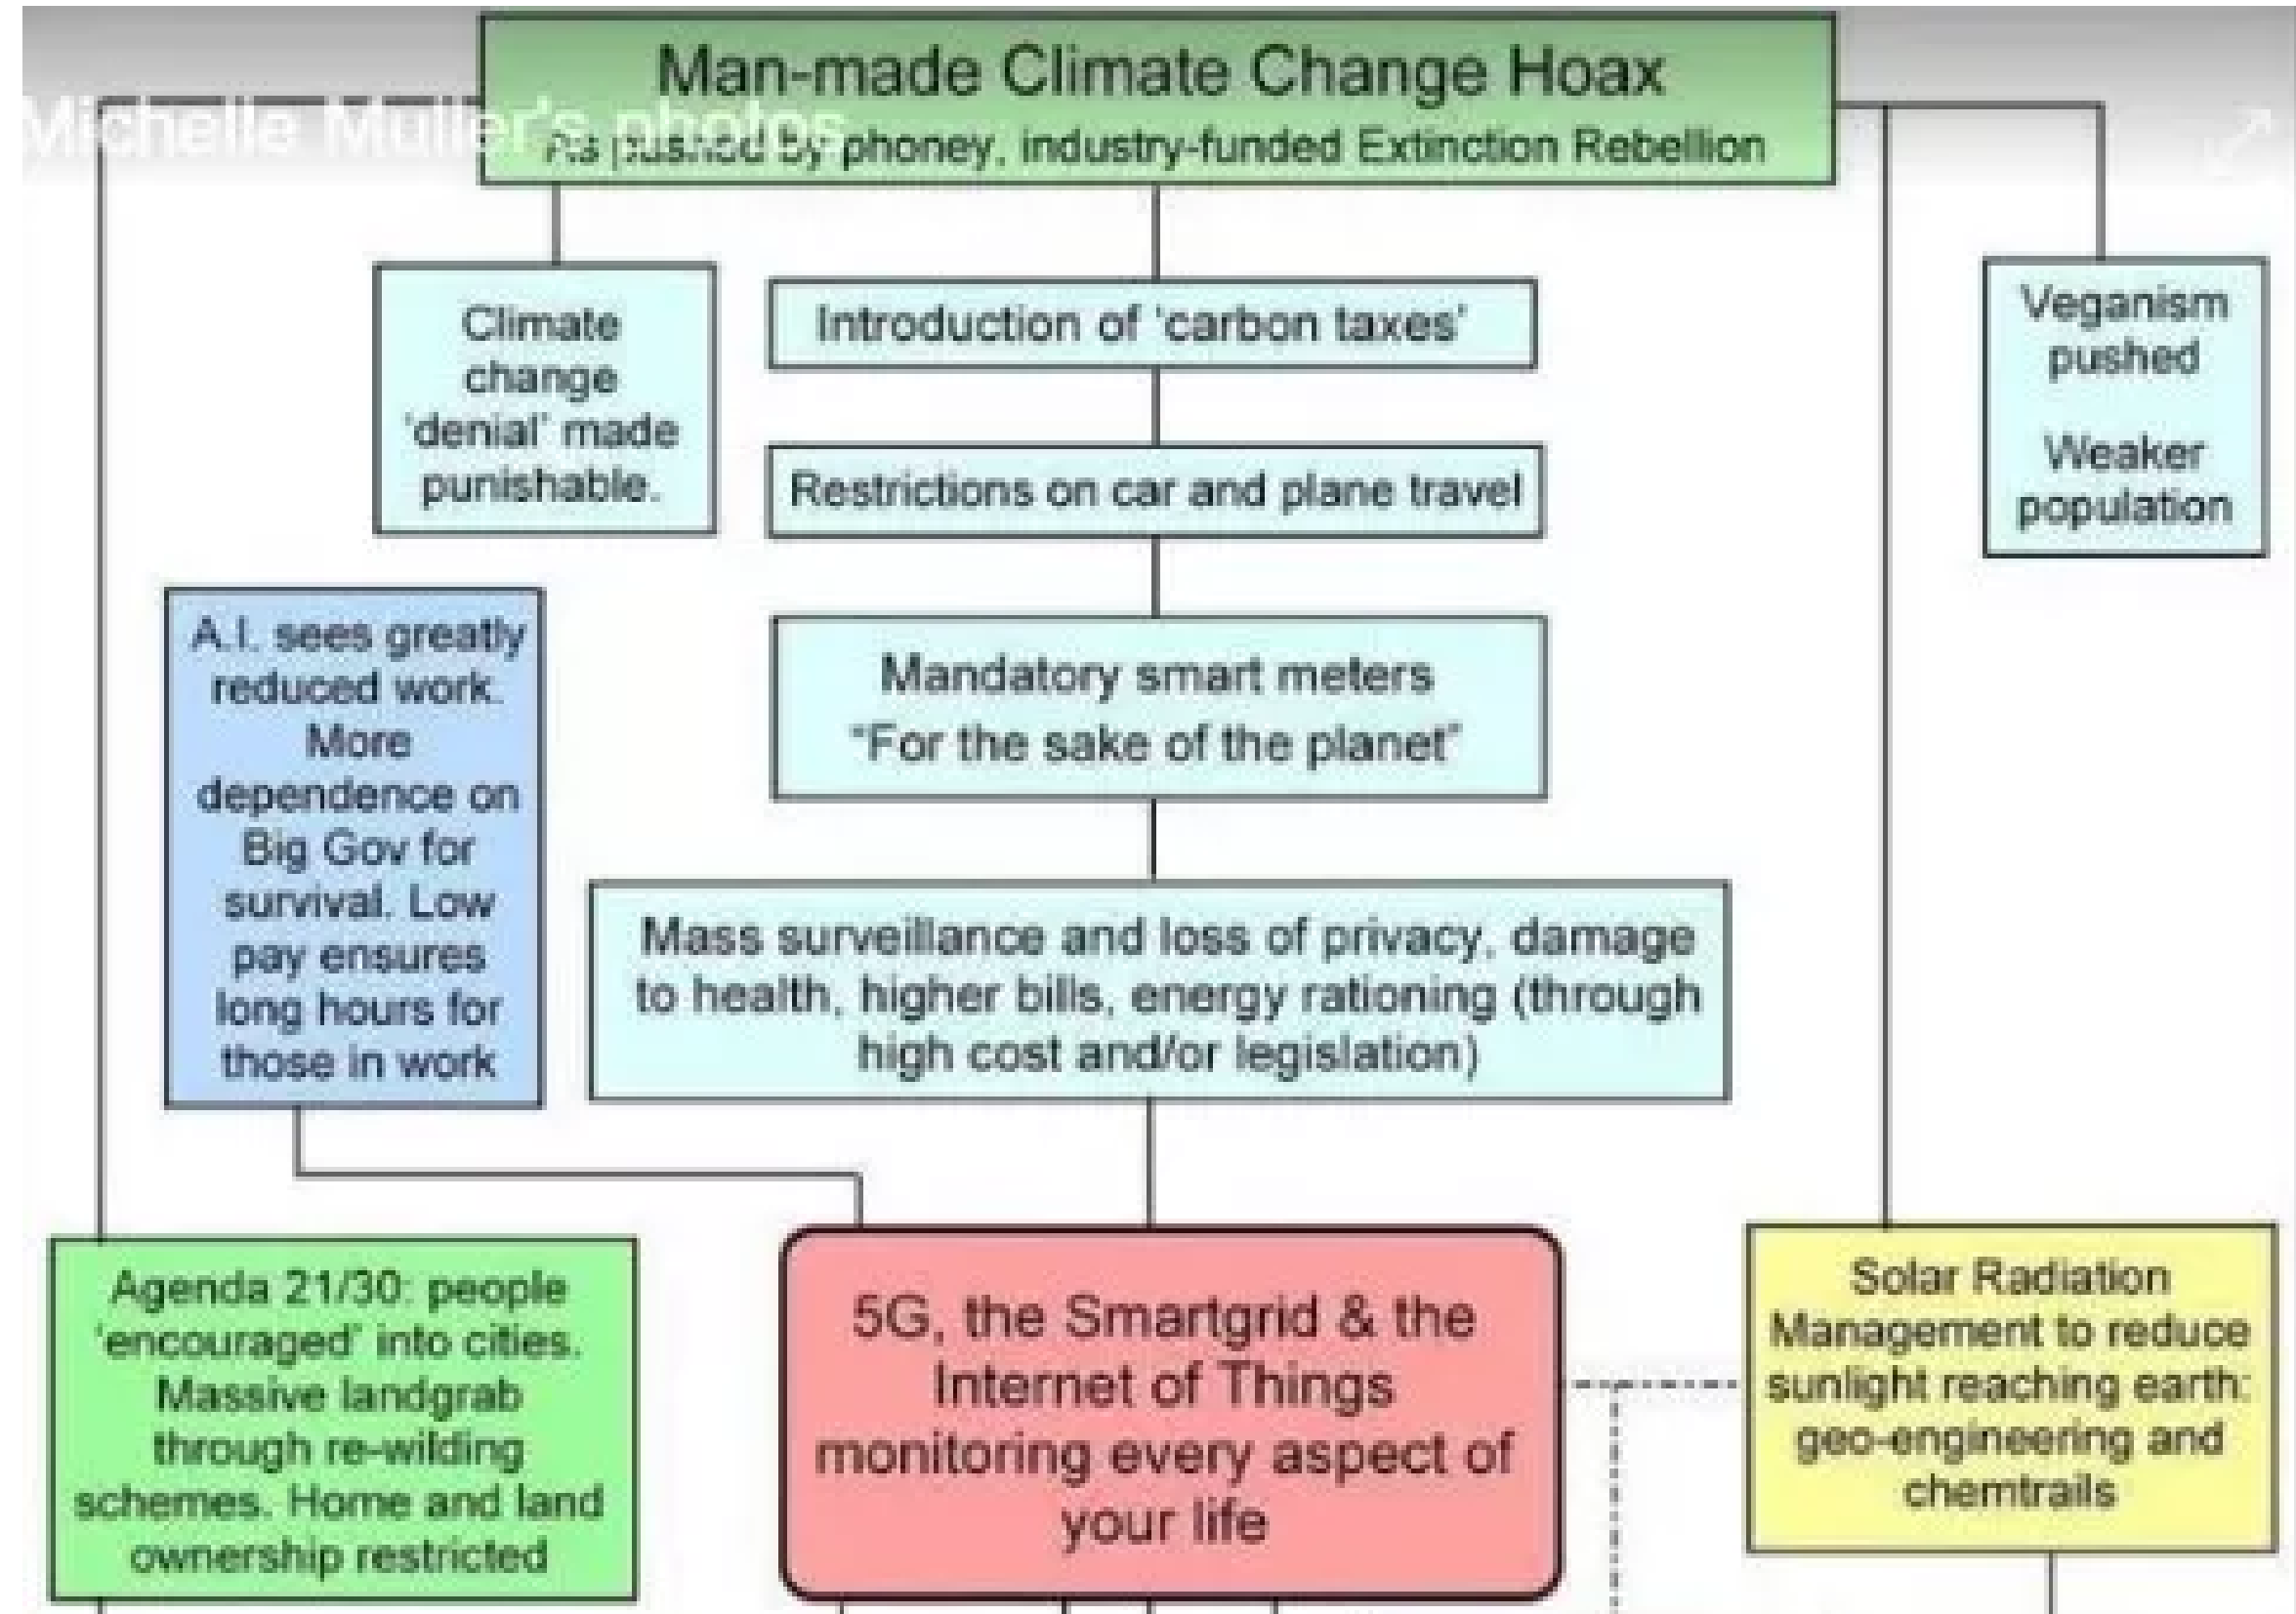 Man-made Climate Change Hoax
Michelle Muller's photos
As pushed by phoney, industry-funded Extinction Rebellion
Climate
change
'denial' made
punishable.
Introduction of 'carbon taxes'
Restrictions on car and plane travel
Mandatory smart meters
"For the sake of the planet"
Veganism
pushed
Weaker
population
A.I. sees greatly
reduced work.
More
dependence on
Big Gov for
survival. Low
pay ensures
long hours for
those in work
Mass surveillance and loss of privacy, damage
to health, higher bills, energy rationing (through
high cost and/or legislation)
Agenda 21/30: people
'encouraged' into cities.
Massive landgrab
through re-wilding
schemes. Home and land
ownership restricted
5G, the Smartgrid & the
Internet of Things
monitoring every aspect of
your life
Solar Radiation
Management to reduce
sunlight reaching earth:
geo-engineering and
chemtrails